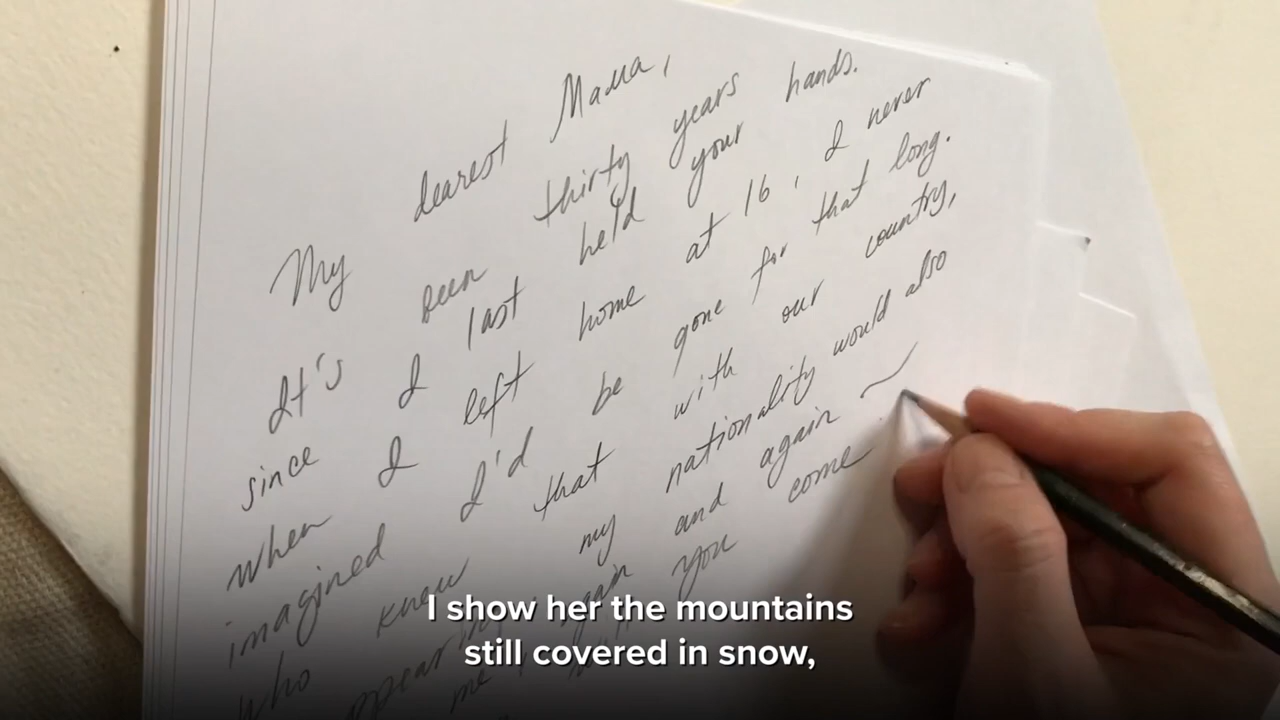 My dearest Mama,
It's been thirty years
since I last held your hands.
when I left home at 16, I never
imagined I'd be gone for that long.
who knew that with our country,
my nationality would also
again and again –
you come
I show her the mountains
still covered in snow,